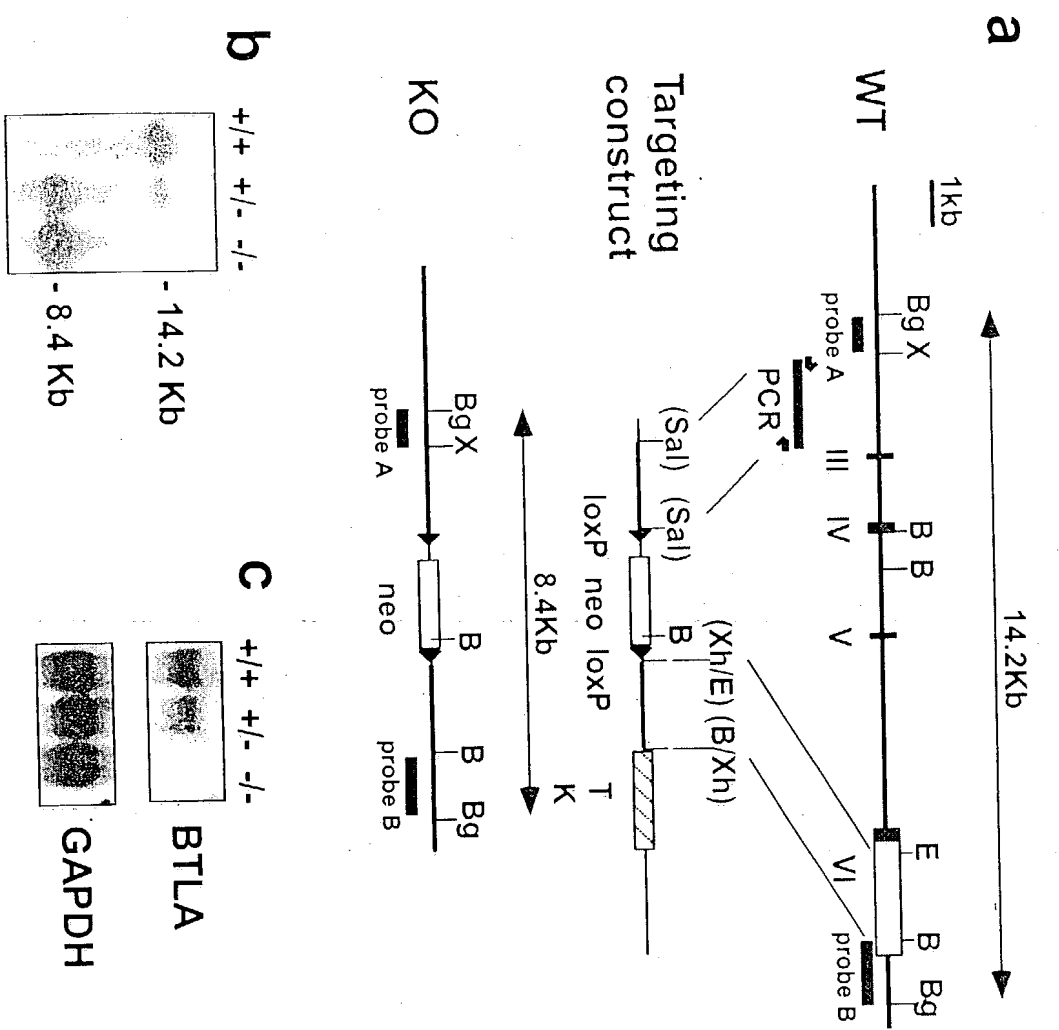 a
1kb
14.2Kb
WT
Bg X B B E B Bg
probe A III IV V VI probe B
PCR
Targeting
construct
(Sal) (Sal) B (Xh/E) (B/Xh)
loxP neo loxP T
K
8.4Kb
KO
Bg X B B Bg
probe A neo probe B
b
+/+ +/- -/-
- 14.2 Kb
- 8.4 Kb
c
+/+ +/- -/-
BTLA
GAPDH